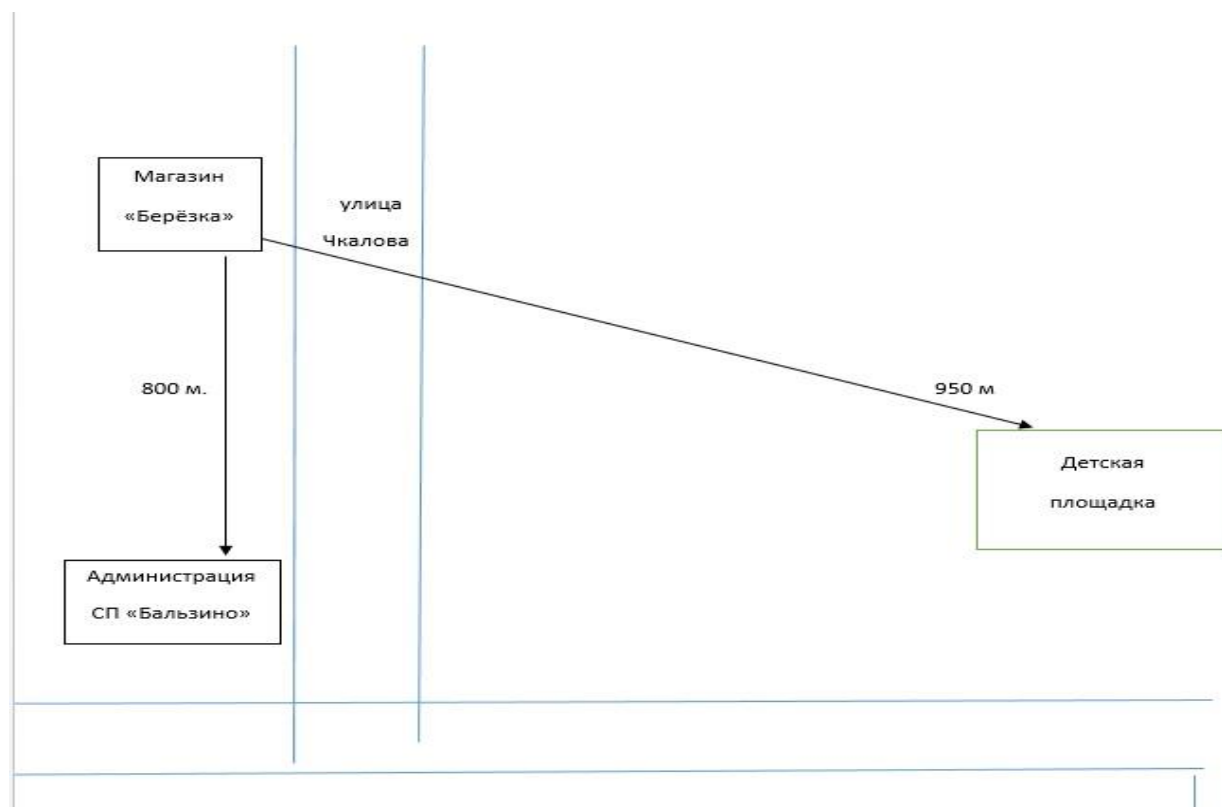 Магазин
«Берёзка»
улица
Чкалова
800 м.
950 м
Детская
площадка
Администрация
СП «Бальзино»